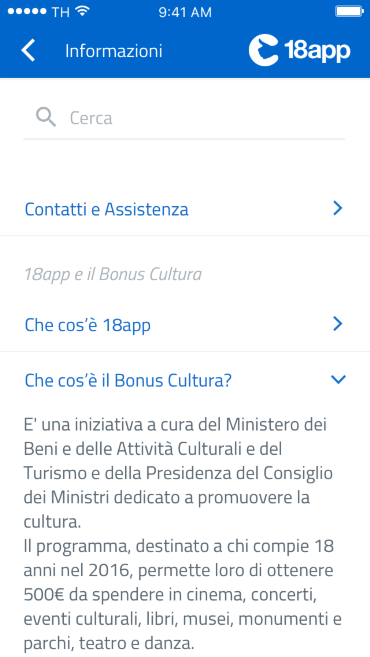 TH 9:41 AM
Informazioni 18app
Cerca
Contatti e Assistenza
18app e il Bonus Cultura
Che cos'è 18app
Che cos'è il Bonus Cultura?
E' una iniziativa a cura del Ministero dei
Beni e delle Attività Culturali e del
Turismo e della Presidenza del Consiglio
dei Ministri dedicato a promuovere la
cultura.
Il programma, destinato a chi compie 18
anni nel 2016, permette loro di ottenere
500€ da spendere in cinema, concerti,
eventi culturali, libri, musei, monumenti e
parchi, teatro e danza.